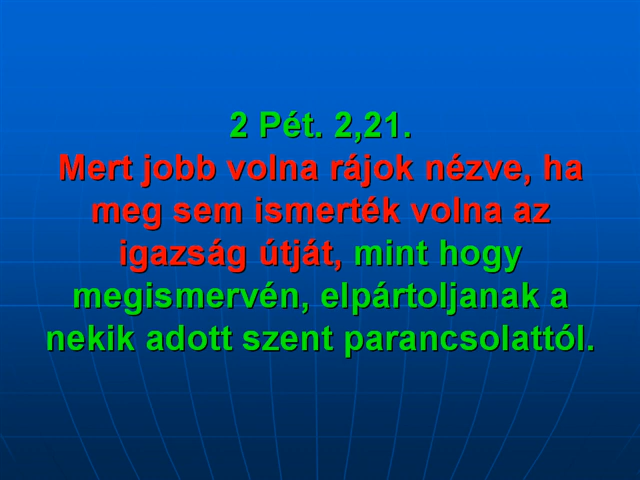 2 Pét. 2,21.
Mert jobb volna rájok nézve, ha
meg sem ismerték volna az
igazság útját, mint hogy
megismervén, elpártoljanak a
nekik adott szent parancsolattól.